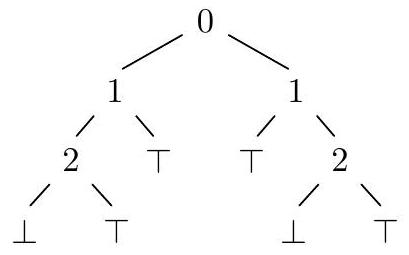 0
1 1
2 ⊤ ⊤ 2
⊥ ⊤ ⊥ ⊤